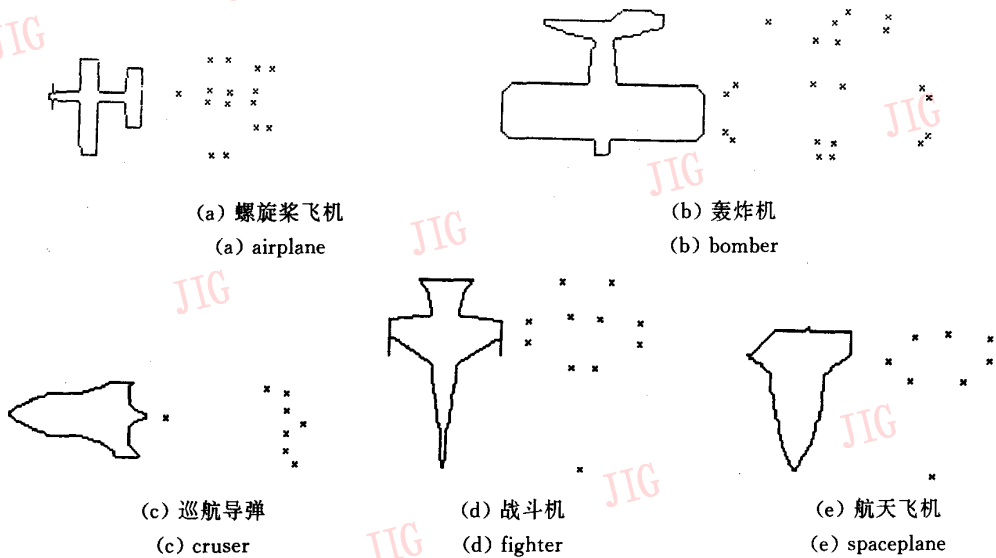 JIG
JIG
(a) 螺旋桨飞机
(b) 轰炸机
JIG
JIG
(a) airplane
(b) bomber
JIG
JIG
JIG
(c) 巡航导弹
(d) 战斗机
(e) 航天飞机
JIG
(c) cruser
(d) fighter
(e) spaceplane